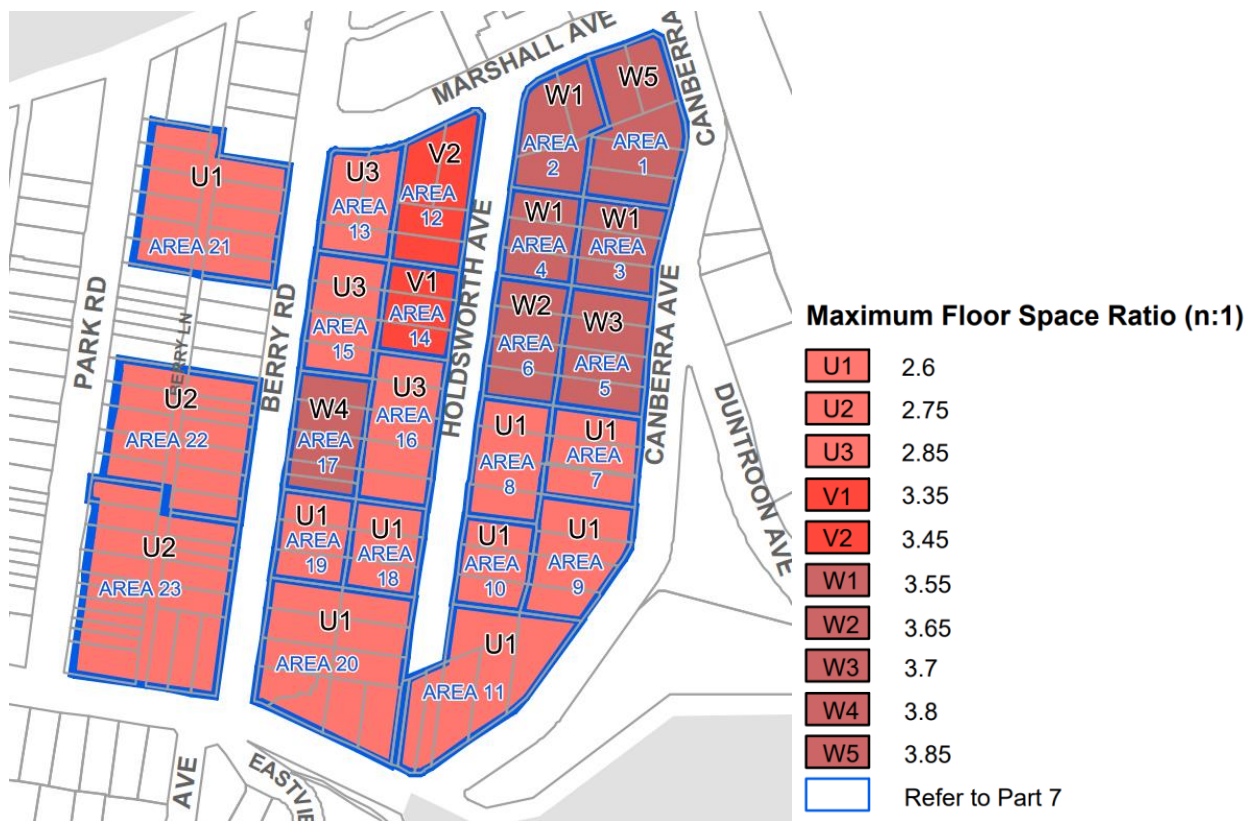 MARSHALL AVE
CANBERRA
W1
W5
AREA
2
AREA
1
U1
AREA 21
U3
AREA
13
V2
AREA
12
W1
AREA
4
W1
AREA
3
HOLDSWORTH AVE
PARK RD
BERRY LN
BERRY RD
U3
AREA
15
V1
AREA
14
W2
AREA
6
W3
AREA
5
CANBERRA AVE
DUNTROON AVE
U2
AREA 22
W4
AREA
17
U3
AREA
16
U1
AREA
8
U1
AREA
7
U2
AREA 23
U1
AREA
19
U1
AREA
18
U1
AREA
10
U1
AREA
9
U1
AREA 20
U1
AREA 11
AVE
EASTVIE
Maximum Floor Space Ratio (n:1)
U1 2.6
U2 2.75
U3 2.85
V1 3.35
V2 3.45
W1 3.55
W2 3.65
W3 3.7
W4 3.8
W5 3.85
Refer to Part 7